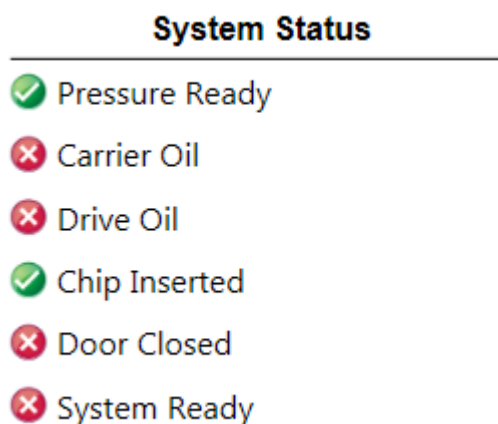 System Status
Pressure Ready
Carrier Oil
Drive Oil
Chip Inserted
Door Closed
System Ready